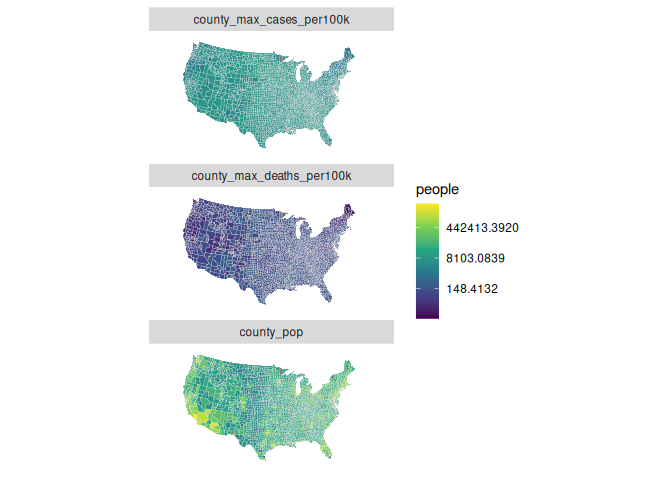 county_max_cases_per100k
county_max_deaths_per100k
people
442413.3920
8103.0839
148.4132
county_pop